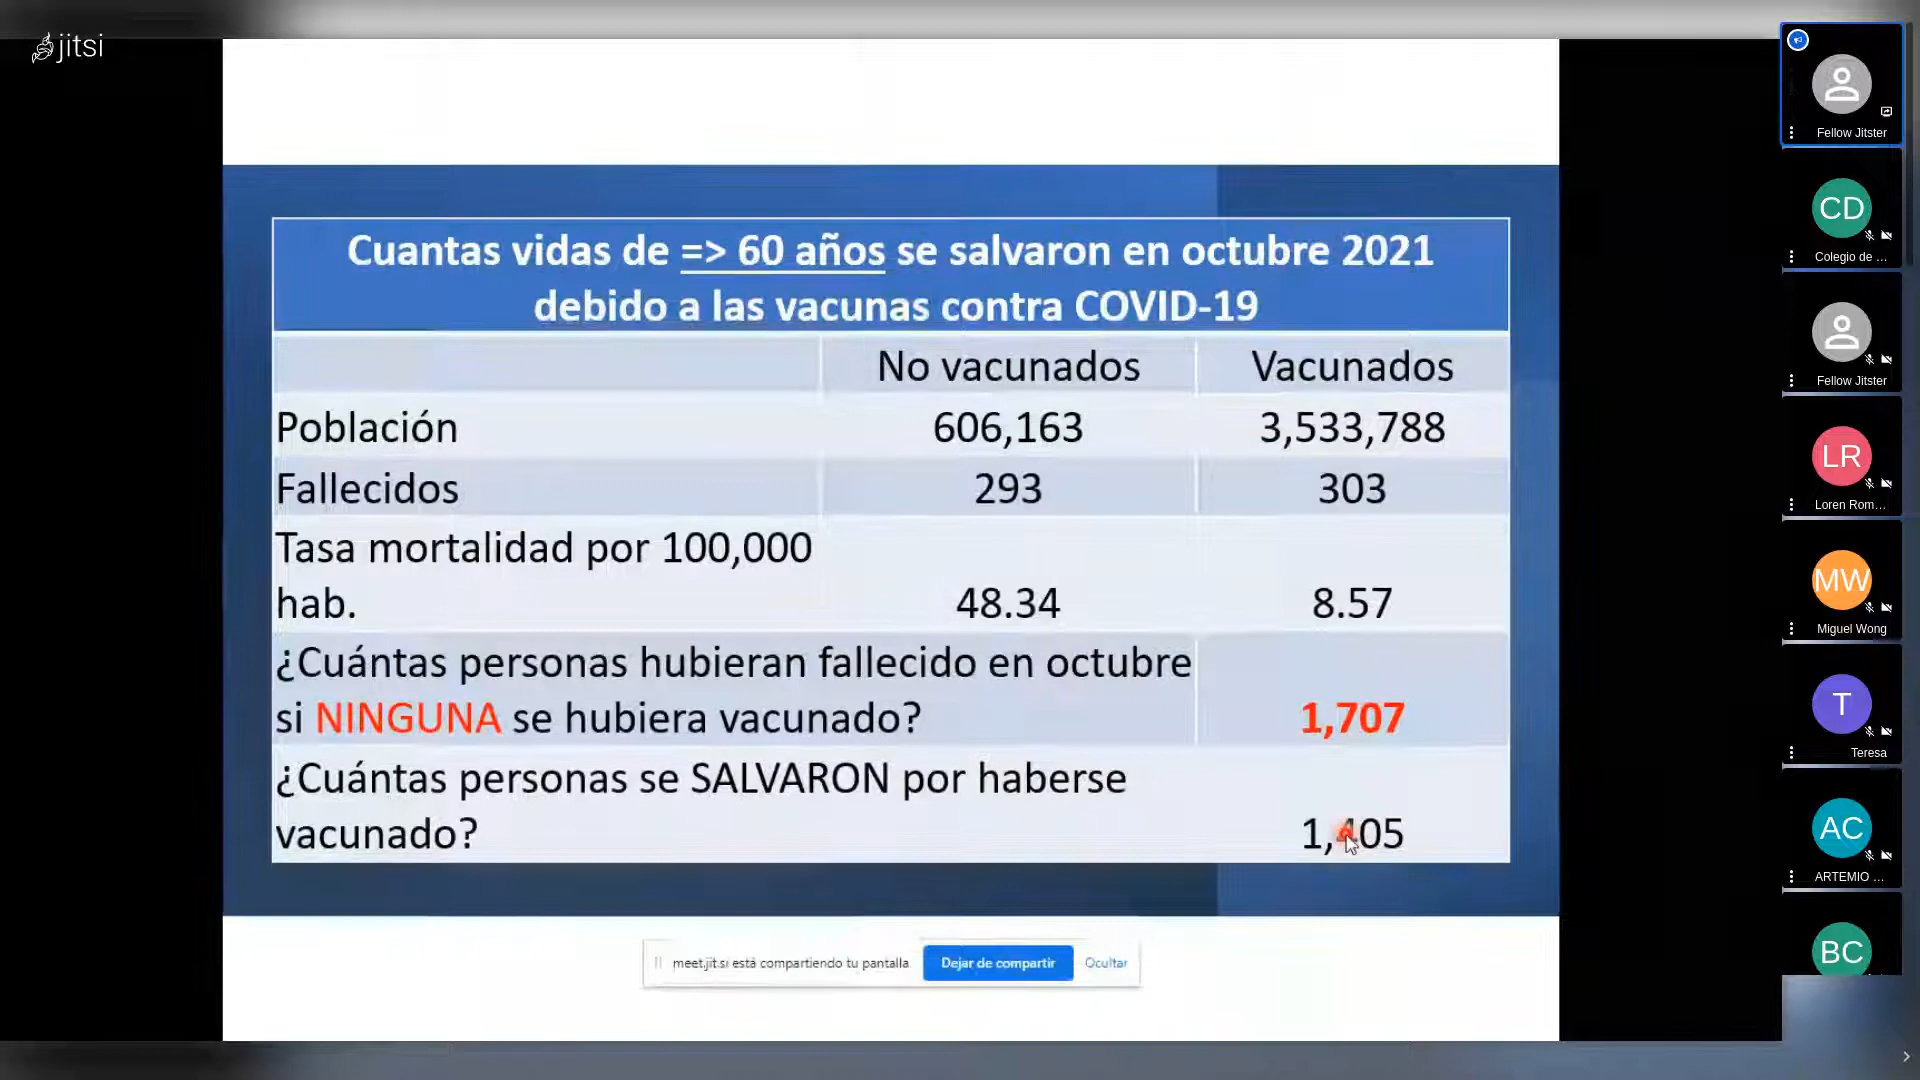 jitsi
Cuantas vidas de => 60 años se salvaron en octubre 2021
debido a las vacunas contra COVID-19
No vacunados Vacunados
Población 606,163 3,533,788
Fallecidos 293 303
Tasa mortalidad por 100,000
hab. 48.34 8.57
¿Cuántas personas hubieran fallecido en octubre
si NINGUNA se hubiera vacunado? 1,707
¿Cuántas personas se SALVARON por haberse
vacunado? 1,405
meet.jit.si está compartiendo tu pantalla Dejar de compartir Ocultar
Fellow Jitster
CD
Colegio de ...
Fellow Jitster
LR
Loren Rom...
MW
Miguel Wong
T
Teresa
AC
ARTEMIO ...
BC